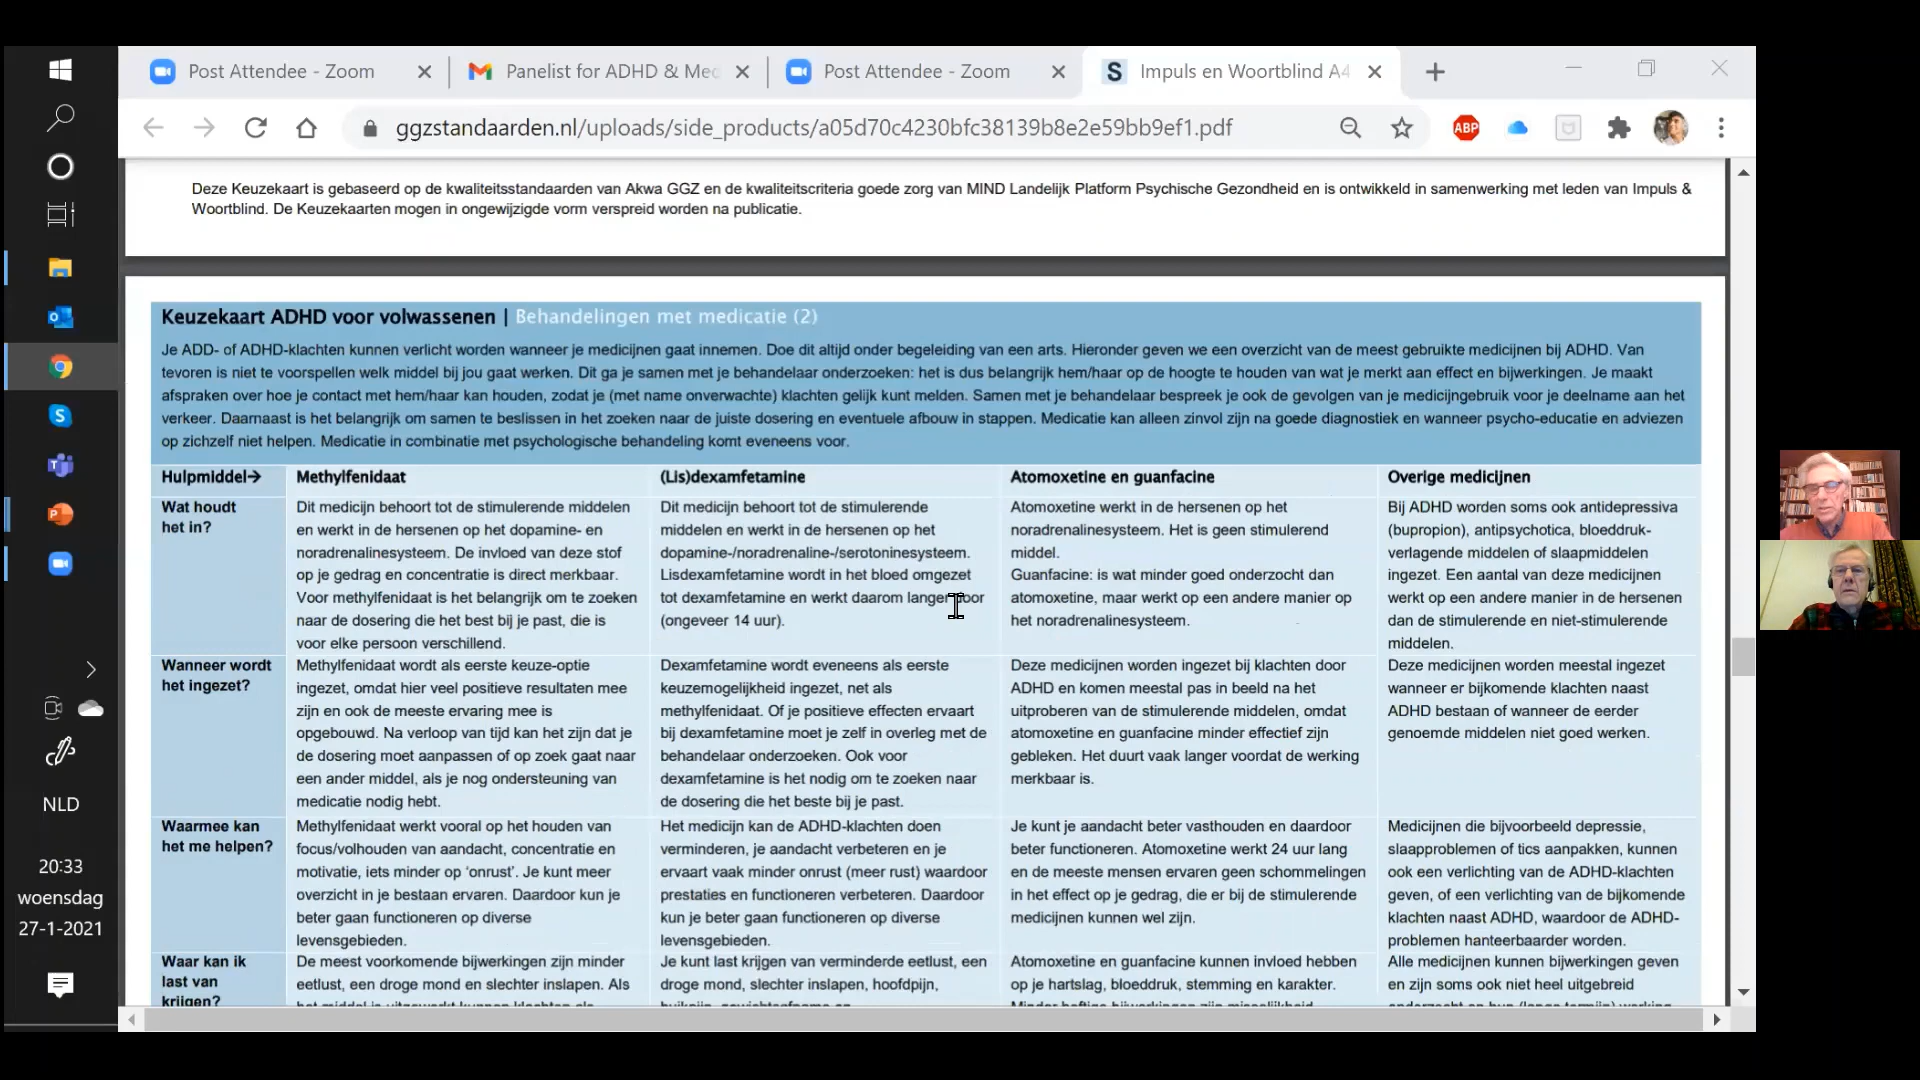 Post Attendee - Zoom
Panelist for ADHD & Med
Post Attendee - Zoom
Impuls en Woortblind A4
ggzstandaarden.nl/uploads/side_products/a05d70c4230bfc38139b8e2e59bb9ef1.pdf
ABP
Deze Keuzekaart is gebaseerd op de kwaliteitsstandaarden van Akwa GGZ en de kwaliteitscriteria goede zorg van MIND Landelijk Platform Psychische Gezondheid en is ontwikkeld in samenwerking met leden van Impuls &
Woortblind. De Keuzekaarten mogen in ongewijzigde vorm verspreid worden na publicatie.
Keuzekaart ADHD voor volwassenen | Behandelingen met medicatie (2)
Je ADD- of ADHD-klachten kunnen verlicht worden wanneer je medicijnen gaat innemen. Doe dit altijd onder begeleiding van een arts. Hieronder geven we een overzicht van de meest gebruikte medicijnen bij ADHD. Van
tevoren is niet te voorspellen welk middel bij jou gaat werken. Dit ga je samen met je behandelaar onderzoeken: het is dus belangrijk hem/haar op de hoogte te houden van wat je merkt aan effect en bijwerkingen. Je maakt
afspraken over hoe je contact met hem/haar kan houden, zodat je (met name onverwachte) klachten gelijk kunt melden. Samen met je behandelaar bespreek je ook de gevolgen van je medicijngebruik voor je deelname aan het
verkeer. Daarnaast is het belangrijk om samen te beslissen in het zoeken naar de juiste dosering en eventuele afbouw in stappen. Medicatie kan alleen zinvol zijn na goede diagnostiek en wanneer psycho-educatie en adviezen
op zichzelf niet helpen. Medicatie in combinatie met psychologische behandeling komt eveneens voor.
Hulpmiddel→
Methylfenidaat
(Lis)dexamfetamine
Atomoxetine en guanfacine
Overige medicijnen
Wat houdt
het in?
Dit medicijn behoort tot de stimulerende middelen
en werkt in de hersenen op het dopamine- en
noradrenalinesysteem. De invloed van deze stof
op je gedrag en concentratie is direct merkbaar.
Voor methylfenidaat is het belangrijk om te zoeken
naar de dosering die het best bij je past, die is
voor elke persoon verschillend.
Dit medicijn behoort tot de stimulerende
middelen en werkt in de hersenen op het
dopamine-/noradrenaline-/serotoninesysteem.
Lisdexamfetamine wordt in het bloed omgezet
tot dexamfetamine en werkt daarom langer door
(ongeveer 14 uur).
Atomoxetine werkt in de hersenen op het
noradrenalinesysteem. Het is geen stimulerend
middel.
Guanfacine: is wat minder goed onderzocht dan
atomoxetine, maar werkt op een andere manier op
het noradrenalinesysteem.
Bij ADHD worden soms ook antidepressiva
(bupropion), antipsychotica, bloeddruk-
verlagende middelen of slaapmiddelen
ingezet. Een aantal van deze medicijnen
werkt op een andere manier in de hersenen
dan de stimulerende en niet-stimulerende
middelen.
Wanneer wordt
het ingezet?
Methylfenidaat wordt als eerste keuze-optie
ingezet, omdat hier veel positieve resultaten mee
zijn en ook de meeste ervaring mee is
opgebouwd. Na verloop van tijd kan het zijn dat je
de dosering moet aanpassen of op zoek gaat naar
een ander middel, als je nog ondersteuning van
medicatie nodig hebt.
Dexamfetamine wordt eveneens als eerste
keuzemogelijkheid ingezet, net als
methylfenidaat. Of je positieve effecten ervaart
bij dexamfetamine moet je zelf in overleg met de
behandelaar onderzoeken. Ook voor
dexamfetamine is het nodig om te zoeken naar
de dosering die het beste bij je past.
Deze medicijnen worden ingezet bij klachten door
ADHD en komen meestal pas in beeld na het
uitproberen van de stimulerende middelen, omdat
atomoxetine en guanfacine minder effectief zijn
gebleken. Het duurt vaak langer voordat de werking
merkbaar is.
Deze medicijnen worden meestal ingezet
wanneer er bijkomende klachten naast
ADHD bestaan of wanneer de eerder
genoemde middelen niet goed werken.
Waarmee kan
het me helpen?
Methylfenidaat werkt vooral op het houden van
focus/volhouden van aandacht, concentratie en
motivatie, iets minder op ‘onrust’. Je kunt meer
overzicht in je bestaan ervaren. Daardoor kun je
beter gaan functioneren op diverse
levensgebieden.
Het medicijn kan de ADHD-klachten doen
verminderen, je aandacht verbeteren en je
ervaart vaak minder onrust (meer rust) waardoor
prestaties en functioneren verbeteren. Daardoor
kun je beter gaan functioneren op diverse
levensgebieden.
Je kunt je aandacht beter vasthouden en daardoor
beter functioneren. Atomoxetine werkt 24 uur lang
en de meeste mensen ervaren geen schommelingen
in het effect op je gedrag, die er bij de stimulerende
medicijnen kunnen wel zijn.
Medicijnen die bijvoorbeeld depressie,
slaapproblemen of tics aanpakken, kunnen
ook een verlichting van de ADHD-klachten
geven, of een verlichting van de bijkomende
klachten naast ADHD, waardoor de ADHD-
problemen hanteerbaarder worden.
Waar kan ik
last van
krijgen?
De meest voorkomende bijwerkingen zijn minder
eetlust, een droge mond en slechter inslapen. Als
Je kunt last krijgen van verminderde eetlust, een
droge mond, slechter inslapen, hoofdpijn,
Atomoxetine en guanfacine kunnen invloed hebben
op je hartslag, bloeddruk, stemming en karakter.
Alle medicijnen kunnen bijwerkingen geven
en zijn soms ook niet heel uitgebreid
NLD
20:33
woensdag
27-1-2021